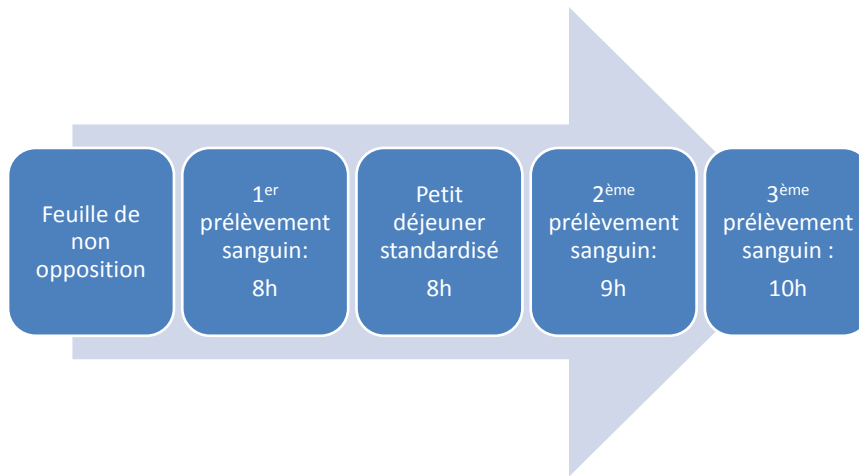 Feuille de
non
opposition
1er
prélèvement
sanguin:
8h
Petit
déjeuner
standardisé
8h
2ème
prélèvement
sanguin:
9h
3ème
prélèvement
sanguin :
10h